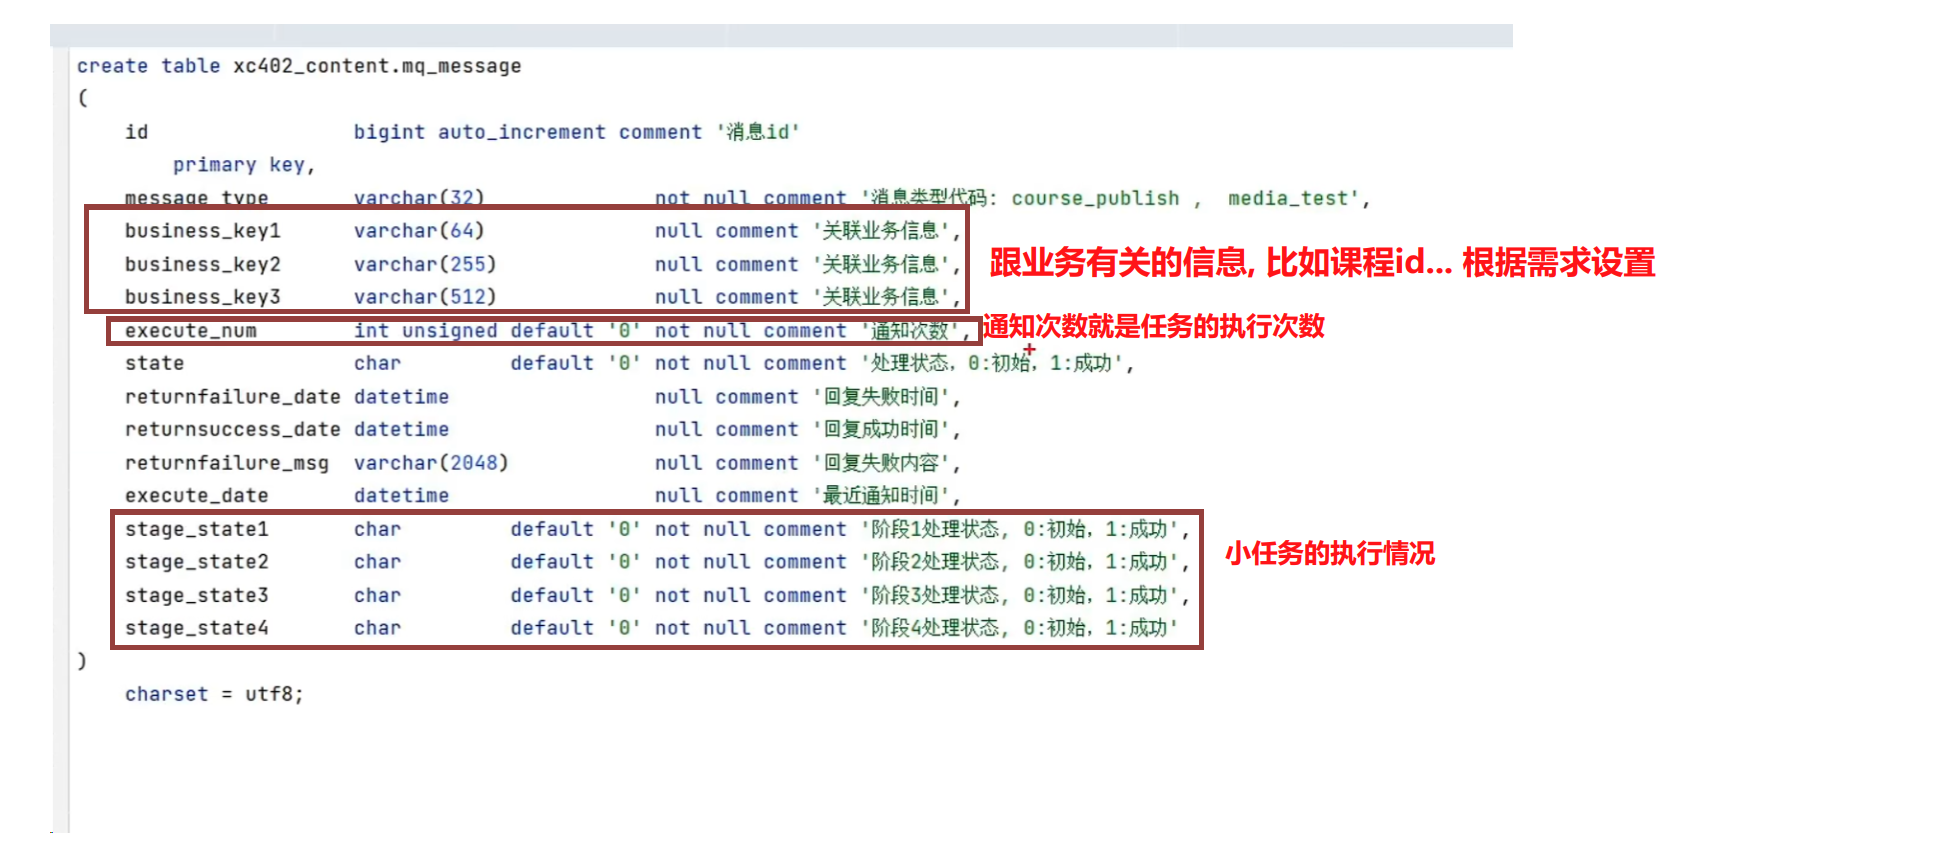 create table xc402_content.mq_message
(
id bigint auto_increment comment '消息id'
primary key,
message_type varchar(32) not null comment '消息类型代码: course_publish , media_test',
business_key1 varchar(64) null comment '关联业务信息',
business_key2 varchar(255) null comment '关联业务信息',
跟业务有关的信息, 比如课程id... 根据需求设置
business_key3 varchar(512) null comment '关联业务信息',
execute_num int unsigned default '0' not null comment '通知次数',
通知次数就是任务的执行次数
state char default '0' not null comment '处理状态, 0:初始, 1:成功',
returnfailure_date datetime null comment '回复失败时间',
returnsuccess_date datetime null comment '回复成功时间',
returnfailure_msg varchar(2048) null comment '回复失败内容',
execute_date datetime null comment '最近通知时间',
stage_state1 char default '0' not null comment '阶段1处理状态, 0:初始, 1:成功',
小任务的执行情况
stage_state2 char default '0' not null comment '阶段2处理状态, 0:初始, 1:成功',
stage_state3 char default '0' not null comment '阶段3处理状态, 0:初始, 1:成功',
stage_state4 char default '0' not null comment '阶段4处理状态, 0:初始, 1:成功'
)
charset = utf8;